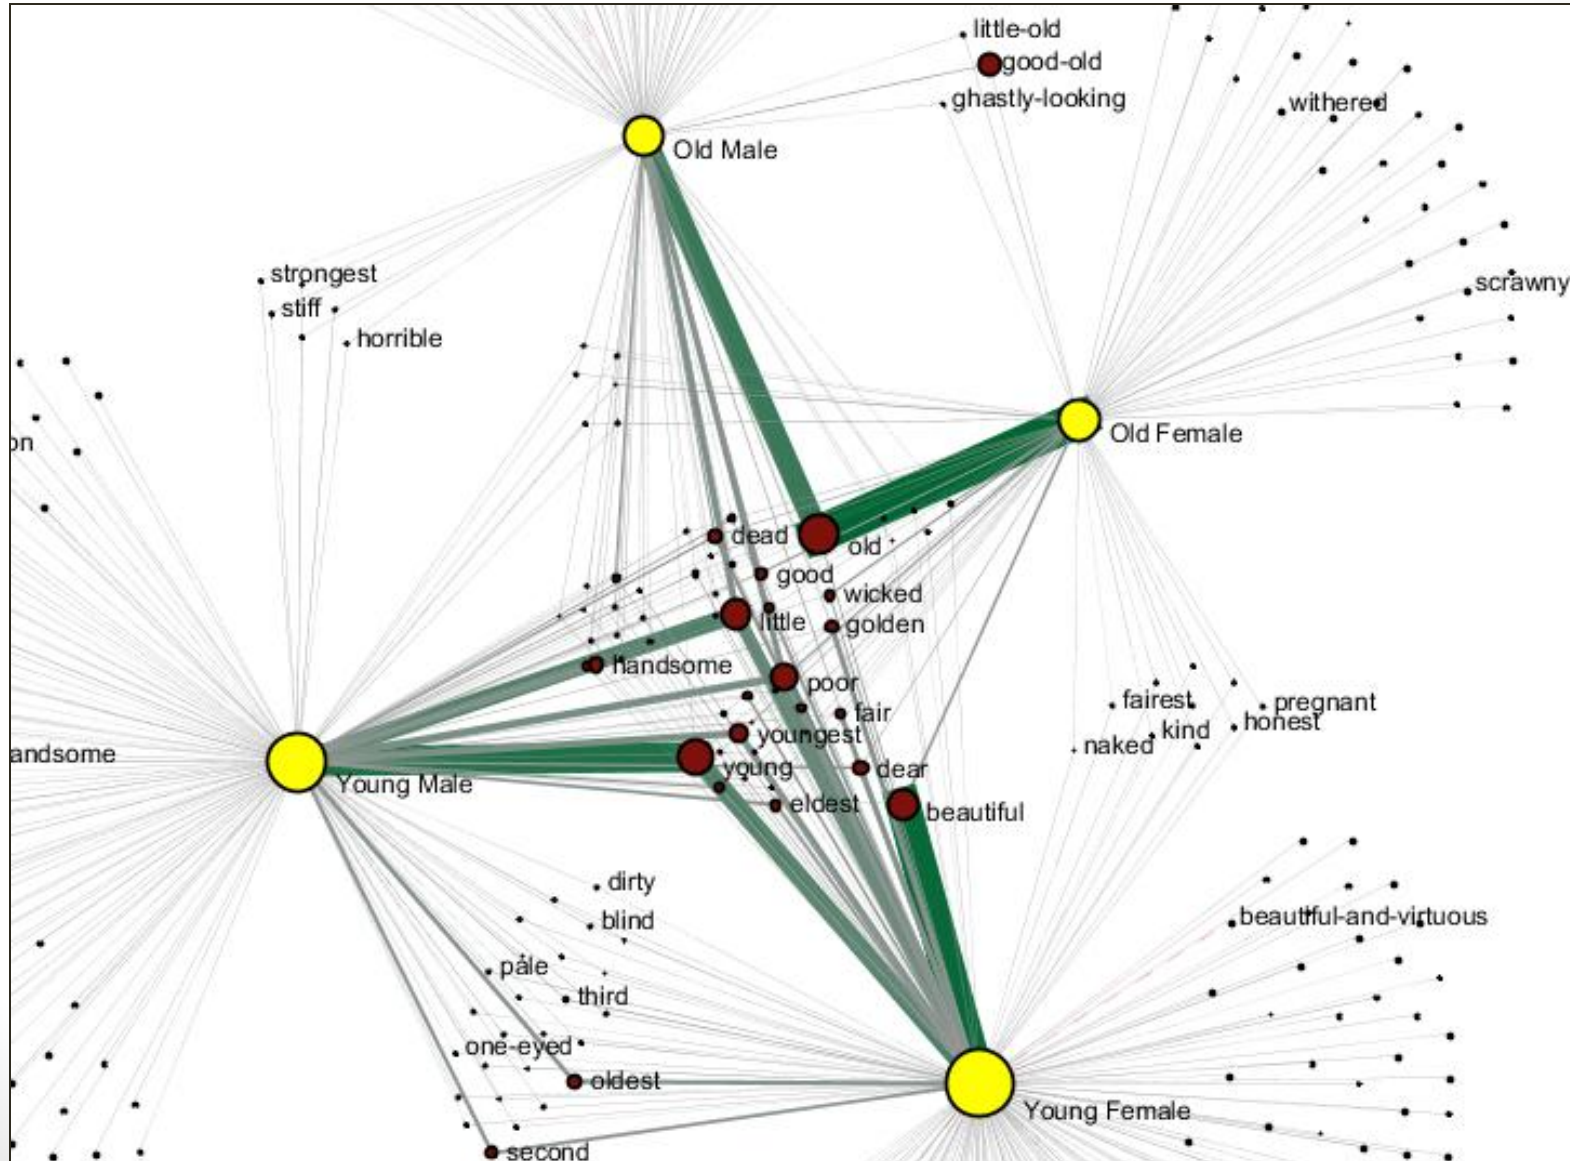 little-old
good-old
ghastly-looking
withered
Old Male
strongest
scrawny
stiff
horrible
Old Female
on
dead
old
good
wicked
little
golden
handsome
poor
fairest
pregnant
fair
honest
kind
youngest
naked
andsome
young
dear
Young Male
eldest
beautiful
dirty
beautiful-and-virtuous
blind
pale
third
one-eyed
oldest
Young Female
second